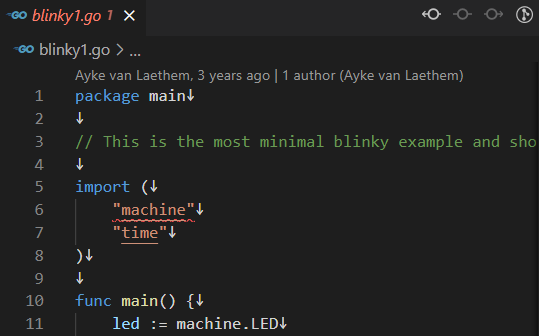 GO blinky1.go 1 ×
GO blinky1.go > ...
Ayke van Laethem, 3 years ago | 1 author (Ayke van Laethem)
1 package main↓
2 ↓
3 // This is the most minimal blinky example and sho
4 ↓
5 import (↓
6 "machine"↓
7 "time"↓
8 )↓
9 ↓
10 func main() {↓
11 led := machine.LED↓